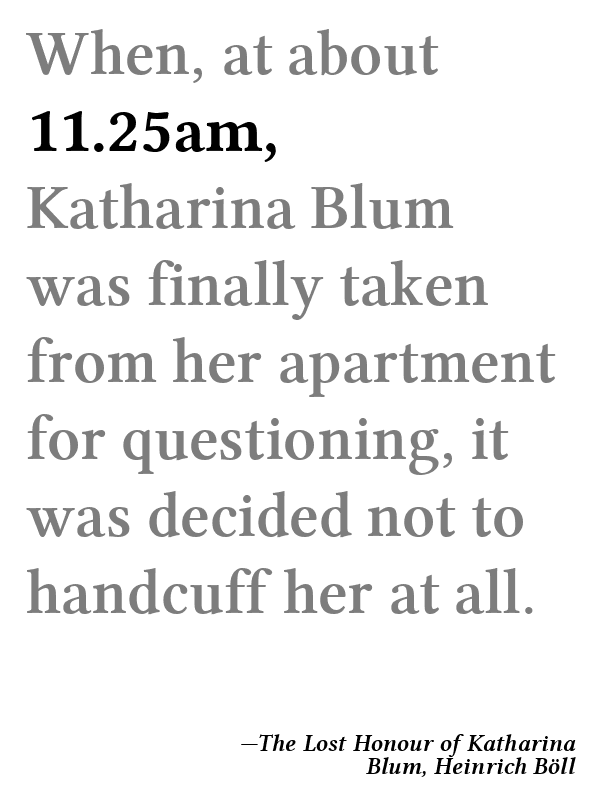 When, at about
11.25am,
Katharina Blum
was finally taken
from her apartment
for questioning, it
was decided not to
handcuff her at all.
—The Lost Honour of Katharina
Blum, Heinrich Böll